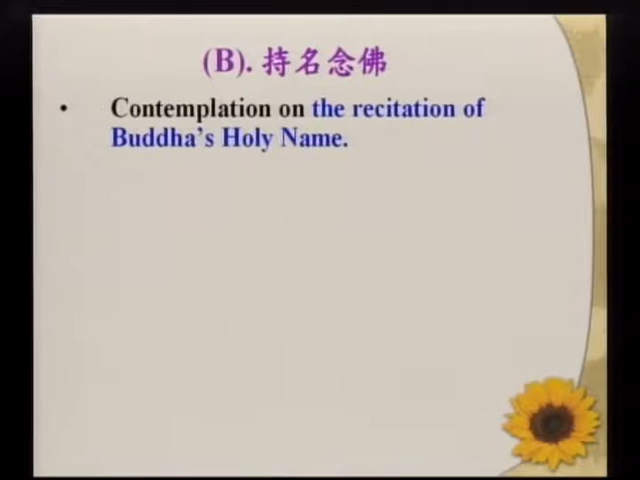 (B). 持名念佛
• Contemplation on the recitation of
Buddha's Holy Name.